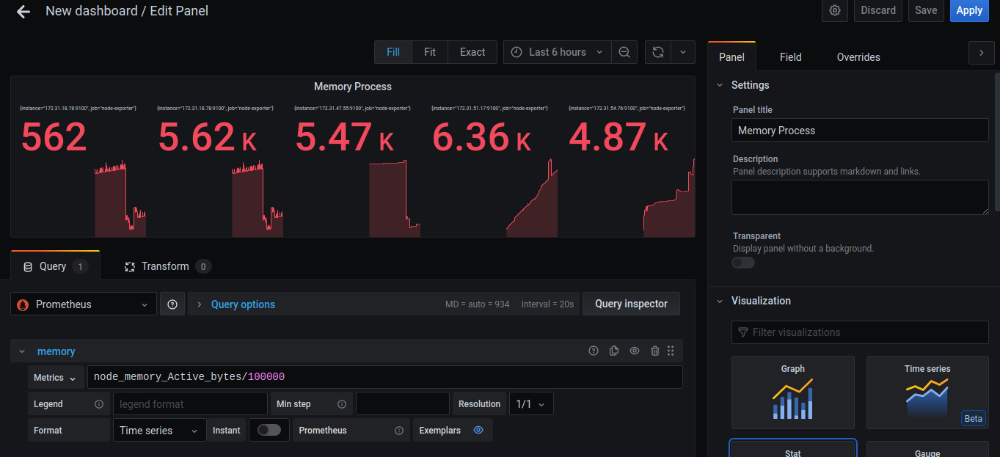 New dashboard / Edit Panel
Discard
Save
Apply
Fill
Fit
Exact
Last 6 hours
Panel
Field
Overrides
Memory Process
{instance="172.31.18.78:9100", job="node-exporter"}
562
{instance="172.31.18.78:9100", job="node-exporter"}
5.62 K
{instance="172.31.47.55:9100", job="node-exporter"}
5.47 K
{instance="172.31.51.17:9100", job="node-exporter"}
6.36 K
{instance="172.31.54.76:9100", job="node-exporter"}
4.87 K
Query 1
Transform 0
Prometheus
Query options
MD = auto = 934
Interval = 20s
Query inspector
memory
Metrics
node_memory_Active_bytes/100000
Legend
legend format
Min step
Resolution
1/1
Format
Time series
Instant
Prometheus
Exemplars
Settings
Panel title
Memory Process
Description
Panel description supports markdown and links.
Transparent
Display panel without a background.
Visualization
Filter visualizations
Graph
Time series
Beta
Stat
Gauge